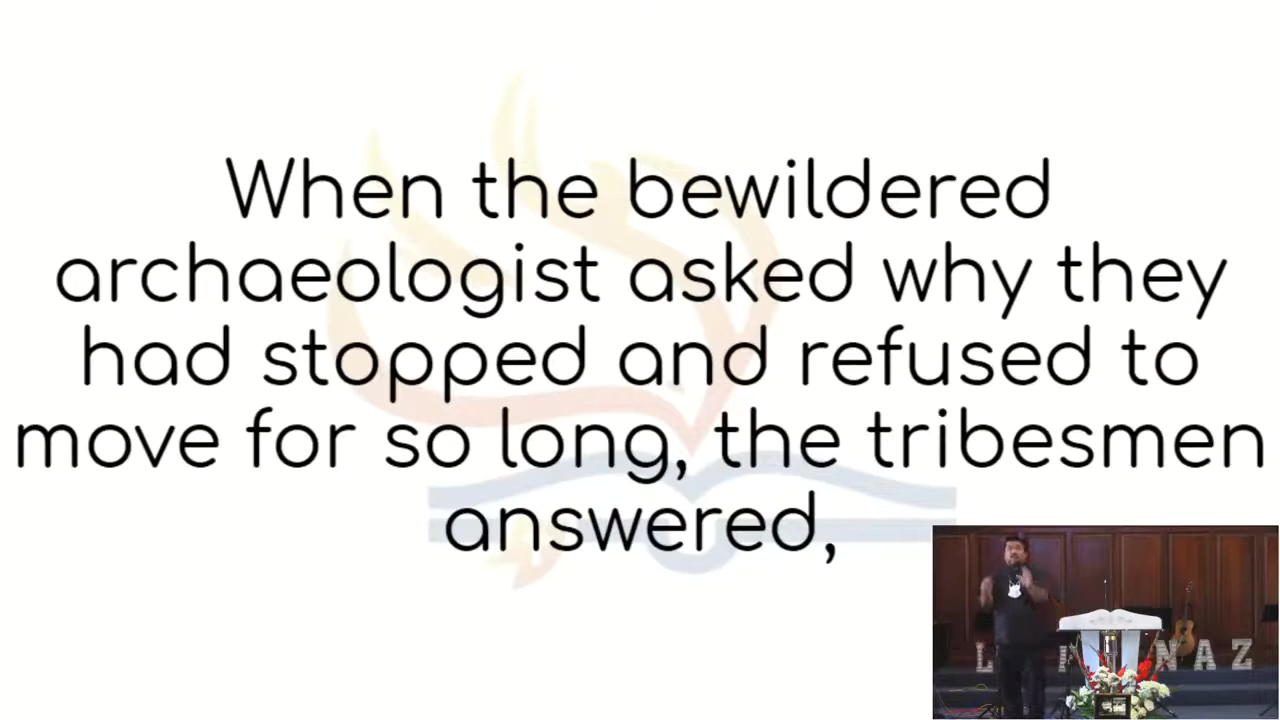 When the bewildered
archaeologist asked why they
had stopped and refused to
move for so long, the tribesmen
answered,
NAZ